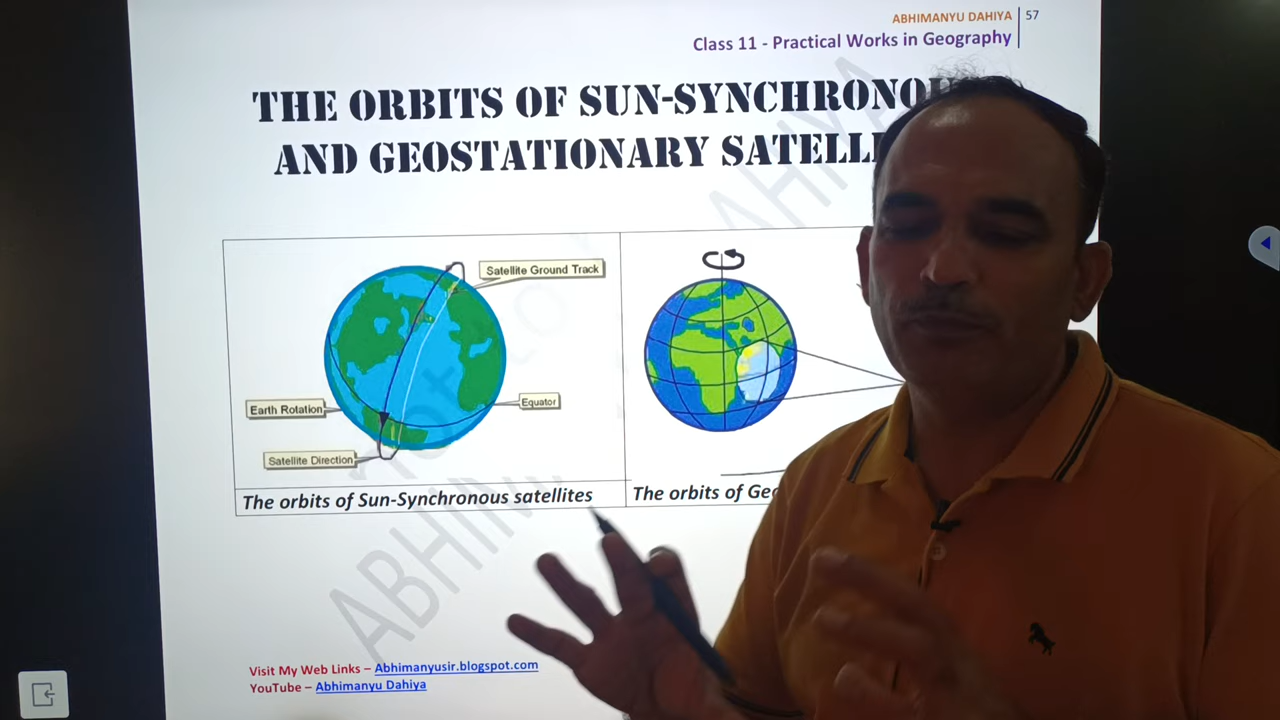 ABHIMANYU DAHIYA 57
Class 11 - Practical Works in Geography
THE ORBITS OF SUN-SYNCHRONO
AND GEOSTATIONARY SATELL
Satellite Ground Track
Earth Rotation
Equator
Satellite Direction
The orbits of Sun-Synchronous satellites
The orbits of Geo
Visit My Web Links – Abhimanyusir.blogspot.com
YouTube – Abhimanyu Dahiya